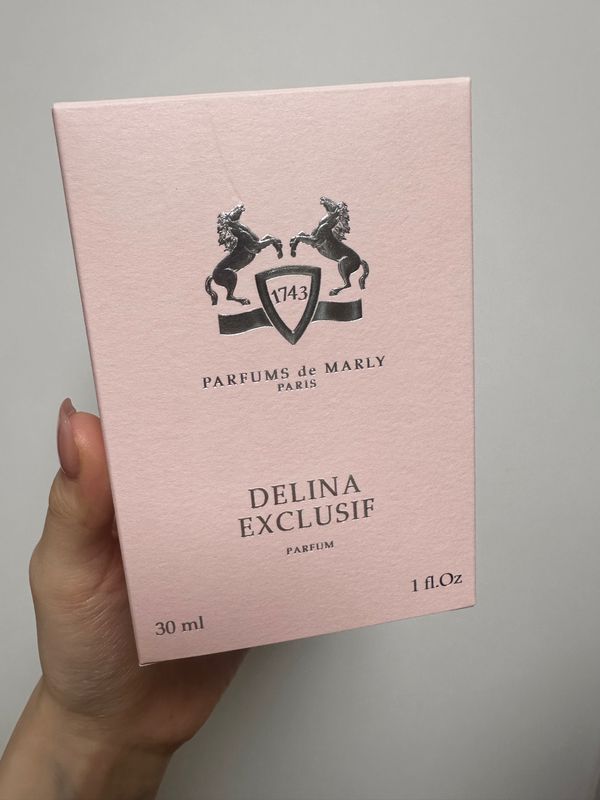 1743
PARFUMS de MARLY
PARIS
DELINA
EXCLUSIF
PARFUM
30 ml
1 fl.Oz